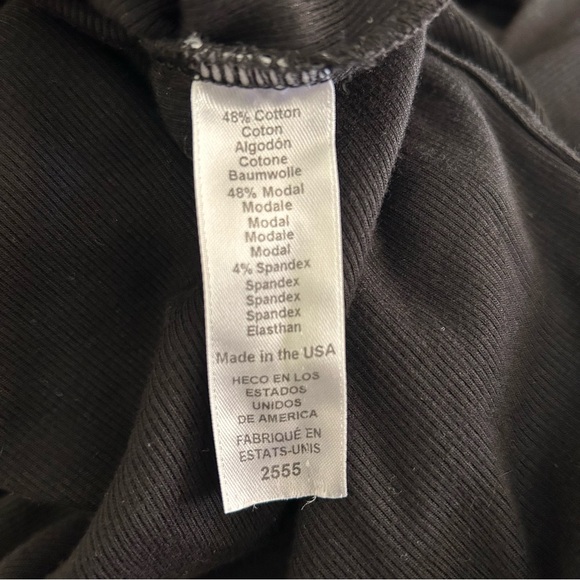 48% Cotton
Coton
Algodón
Cotone
Baumwolle
48% Modal
Modale
Modal
Modale
Modal
4% Spandex
Spandex
Spandex
Spandex
Elasthan
Made in the USA
HECO EN LOS
ESTADOS
UNIDOS
DE AMERICA
FABRIQUÉ EN
ESTATS-UNIS
2555